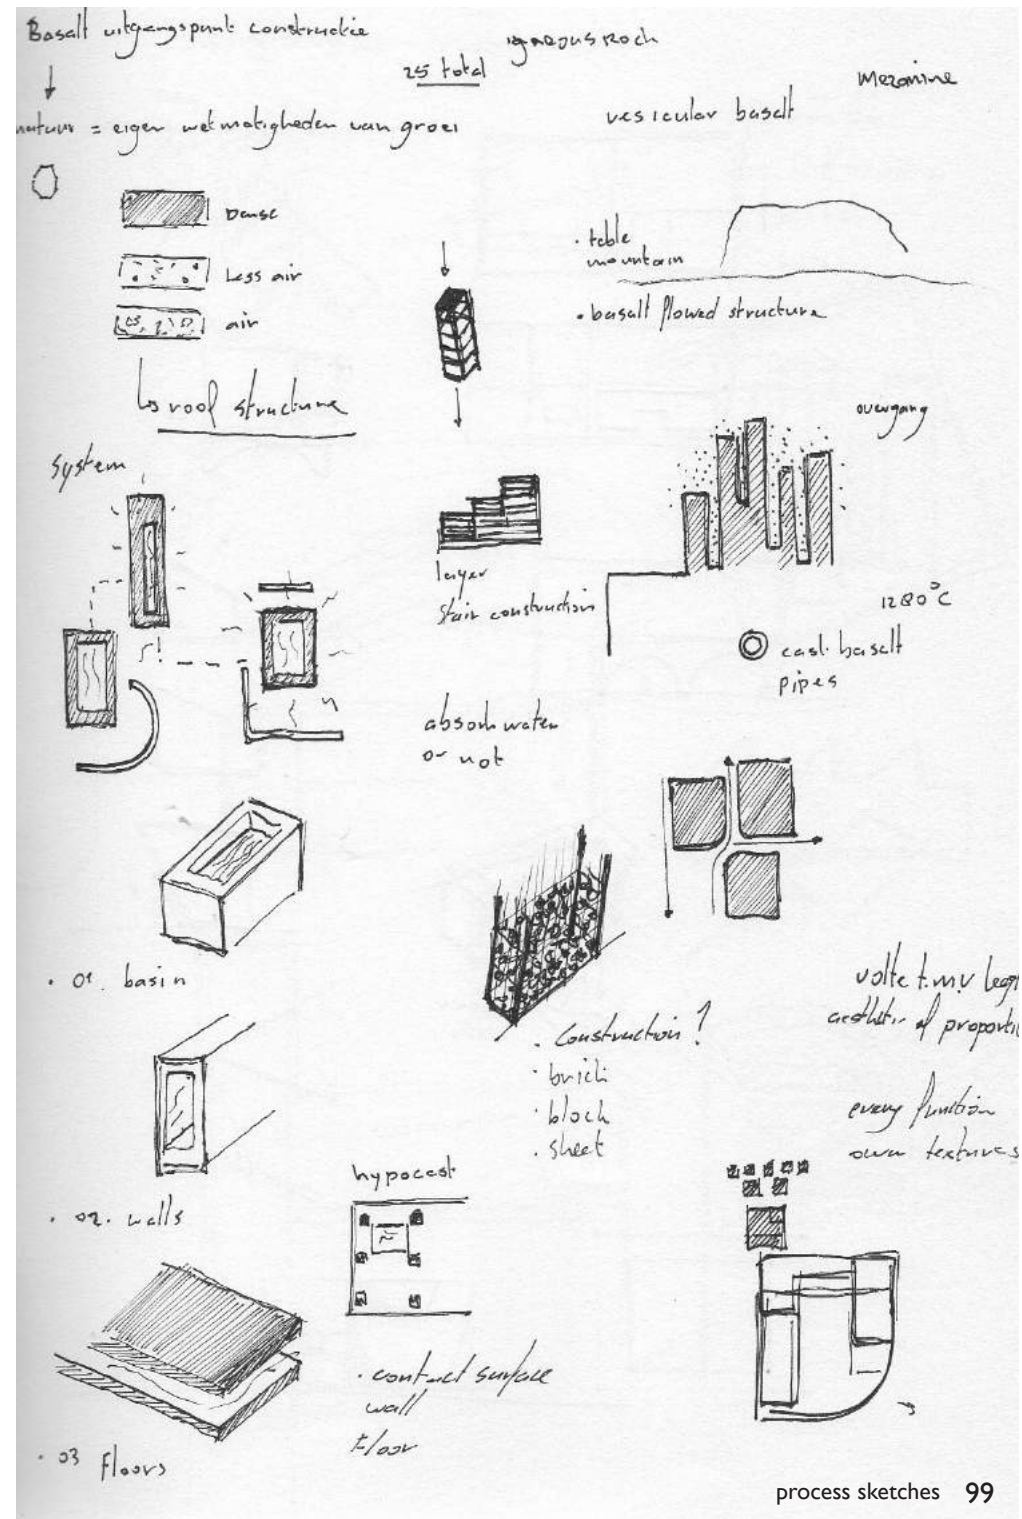 Basalt uitgangspunt constructie
igneous rock
25 total
Mezanine
natuur = eigen wetmatigheden van groei
vesicular basalt
Dense
Less air
air
roof structure
· table
mountain
• basalt flowed structure
overgang
system
layer
stair construction
1280°C
cast basalt
pipes
absorb water
or not
• 01. basin
· construction?
· brick
· block
· sheet
aesthetic of
every function
own textures
hypocast
• 02. walls
· contact surface
wall
Floor
• 03 Floors
process sketches 99